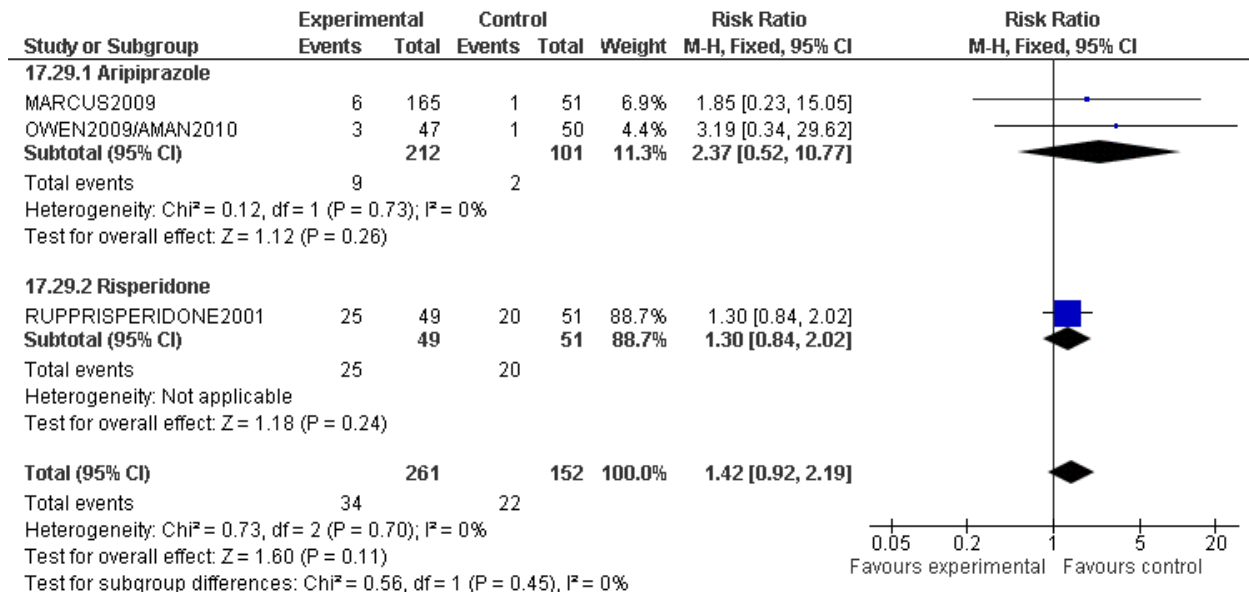 Experimental Control Risk Ratio Risk Ratio
Study or Subgroup Events Total Events Total Weight M-H, Fixed, 95% CI M-H, Fixed, 95% CI
17.29.1 Aripiprazole
MARCUS2009 6 165 1 51 6.9% 1.85 [0.23, 15.05]
OWEN2009/AMAN2010 3 47 1 50 4.4% 3.19 [0.34, 29.62]
Subtotal (95% CI) 212 101 11.3% 2.37 [0.52, 10.77]
Total events 9 2
Heterogeneity: Chi² = 0.12, df = 1 (P = 0.73); I² = 0%
Test for overall effect: Z = 1.12 (P = 0.26)
17.29.2 Risperidone
RUPPRISPERIDONE2001 25 49 20 51 88.7% 1.30 [0.84, 2.02]
Subtotal (95% CI) 49 51 88.7% 1.30 [0.84, 2.02]
Total events 25 20
Heterogeneity: Not applicable
Test for overall effect: Z = 1.18 (P = 0.24)
Total (95% CI) 261 152 100.0% 1.42 [0.92, 2.19]
Total events 34 22
Heterogeneity: Chi² = 0.73, df = 2 (P = 0.70); I² = 0%
Test for overall effect: Z = 1.60 (P = 0.11)
Test for subgroup differences: Chi² = 0.56, df = 1 (P = 0.45), I² = 0%
0.05 0.2 1 5 20
Favours experimental Favours control